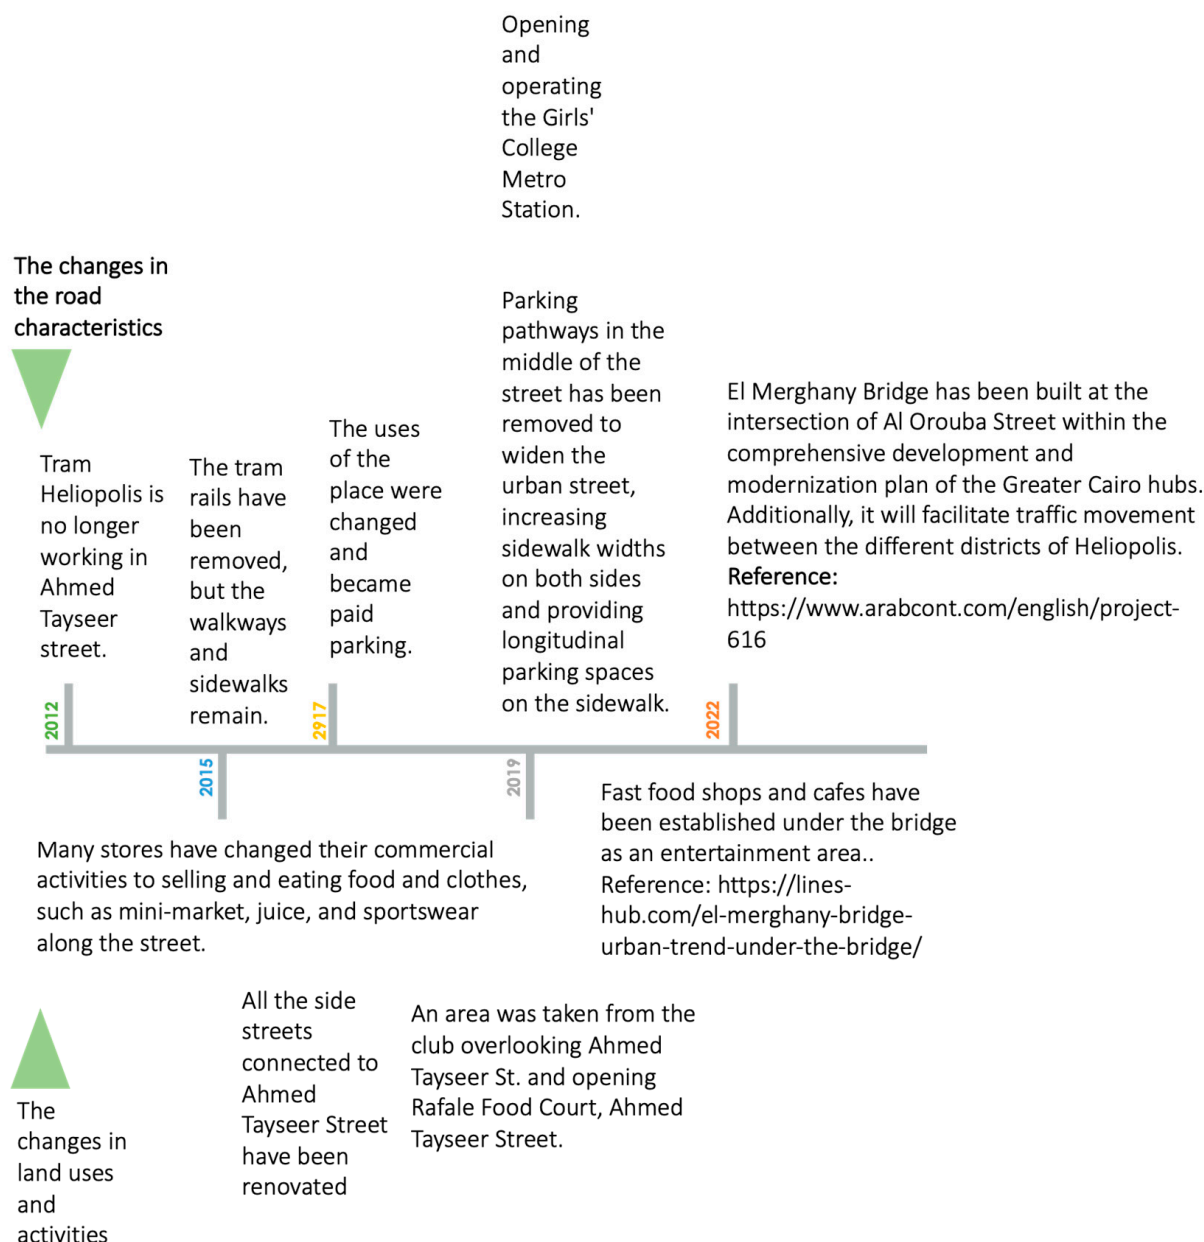 Opening
and
operating
the Girls'
College
Metro
Station.
The changes in
the road
characteristics
Parking
pathways in the
middle of the
street has been
removed to
widen the
urban street,
increasing
sidewalk widths
on both sides
and providing
longitudinal
parking spaces
on the sidewalk.
El Merghany Bridge has been built at the
intersection of Al Orouba Street within the
comprehensive development and
modernization plan of the Greater Cairo hubs.
Additionally, it will facilitate traffic movement
between the different districts of Heliopolis.
Reference:
https://www.arabcont.com/english/project-
616
The uses
of the
place were
changed
and
became
paid
parking.
Tram
Heliopolis is
no longer
working in
Ahmed
Tayseer
street.
The tram
rails have
been
removed,
but the
walkways
and
sidewalks
remain.
2012
2917
2022
2015
2019
Fast food shops and cafes have
been established under the bridge
as an entertainment area..
Reference: https://lines-
hub.com/el-merghany-bridge-
urban-trend-under-the-bridge/
Many stores have changed their commercial
activities to selling and eating food and clothes,
such as mini-market, juice, and sportswear
along the street.
All the side
streets
connected to
Ahmed
Tayseer Street
have been
renovated
An area was taken from the
club overlooking Ahmed
Tayseer St. and opening
Rafale Food Court, Ahmed
Tayseer Street.
The
changes in
land uses
and
activities